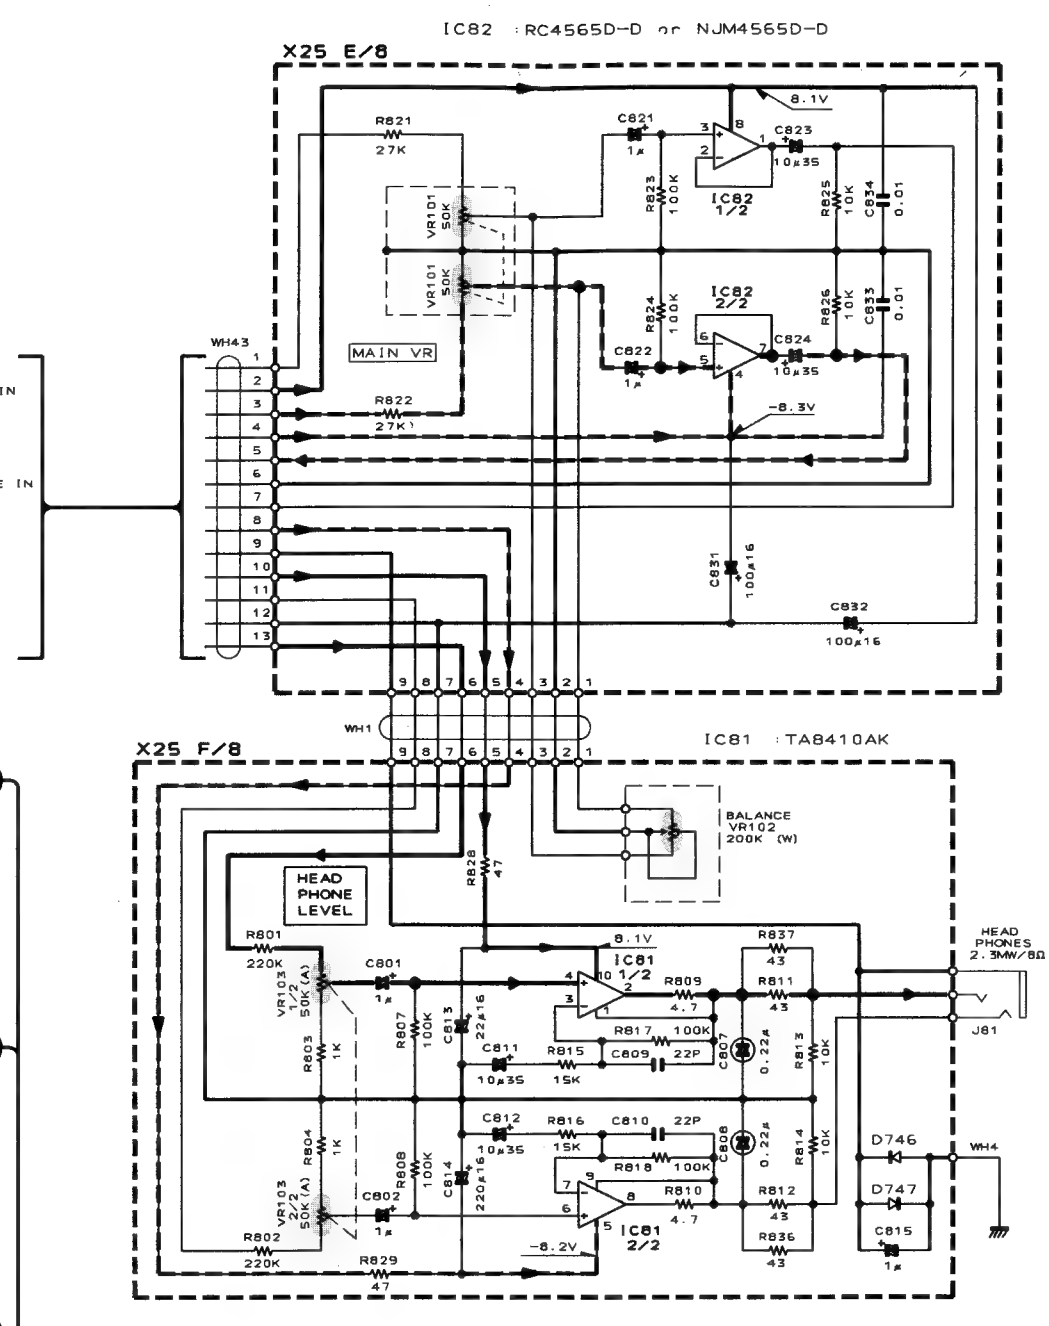 IC82 :RC4565D-D or NJM4565D-D
X25 E/8
8.1V
R821
27K
C821
1µ
3
8
1
2
C823
10µ35
IC82
1/2
R823
100K
R825
10K
C834
0.01
VR101
50K
VR101
50K
MAIN VR
R824
100K
IC82
2/2
R826
10K
C833
0.01
6
5
7
4
C822
1µ
C824
10µ35
-8.3V
R822
27K
WH43
1
2
3
4
5
6
7
8
9
10
11
12
13
IN
E IN
C831
100µ16
C832
100µ16
9 8 7 6 5 4 3 2 1
WH1
9 8 7 6 5 4 3 2 1
X25 F/8
IC81 :TA8410AK
BALANCE
VR102
200K (W)
R828
47
HEAD
PHONE
LEVEL
R801
220K
VR103
1/2
50K(A)
C801
1µ
R807
100K
C813
22µ16
8.1V
IC81
1/2
4
10
2
3
1
R809
4.7
R837
43
R811
43
HEAD
PHONES
2.3MW/8Ω
J81
R817
100K
C809
22P
C811
10µ35
R815
15K
R803
1K
C807
0.22µ
R813
10K
C812
10µ35
R816
15K
C810
22P
R818
100K
R804
1K
R808
100K
C814
220µ16
C808
0.22µ
R814
10K
D746
D747
C815
1µ
WH4
VR103
2/2
50K(A)
C802
1µ
7
9
6
8
5
R810
4.7
R812
43
R836
43
IC81
2/2
-8.2V
R802
220K
R829
47